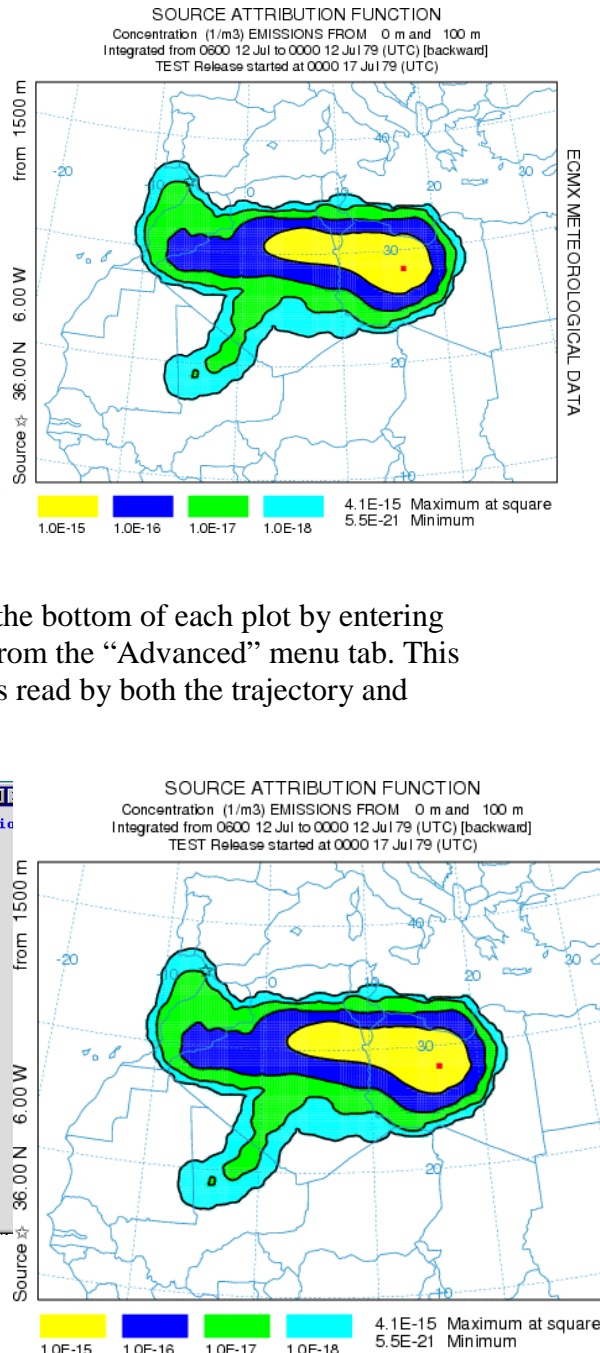 SOURCE ATTRIBUTION FUNCTION
Concentration (1/m3) EMISSIONS FROM 0 m and 100 m
Integrated from 0600 12 Jul to 0000 12 Jul 79 (UTC) [backward]
TEST Release started at 0000 17 Jul 79 (UTC)
Source ☆ 36.00 N 6.00 W from 1500 m
ECMX METEOROLOGICAL DATA
-20
0
10
40
20
30
30
20
10
1.0E-15
1.0E-16
1.0E-17
1.0E-18
4.1E-15 Maximum at square
5.5E-21 Minimum
the bottom of each plot by entering
from the “Advanced” menu tab. This
s read by both the trajectory and
SOURCE ATTRIBUTION FUNCTION
Concentration (1/m3) EMISSIONS FROM 0 m and 100 m
Integrated from 0600 12 Jul to 0000 12 Jul 79 (UTC) [backward]
TEST Release started at 0000 17 Jul 79 (UTC)
Source ☆ 36.00 N 6.00 W from 1500 m
-20
40
20
30
30
20
10
1.0E-15
1.0E-16
1.0E-17
1.0E-18
4.1E-15 Maximum at square
5.5E-21 Minimum